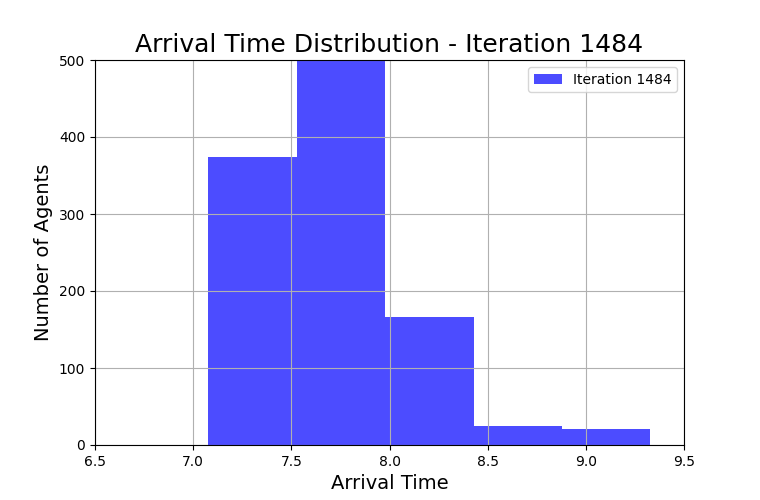 Arrival Time Distribution - Iteration 1484
Iteration 1484
500
400
300
200
100
0
Number of Agents
6.5 7.0 7.5 8.0 8.5 9.0 9.5
Arrival Time